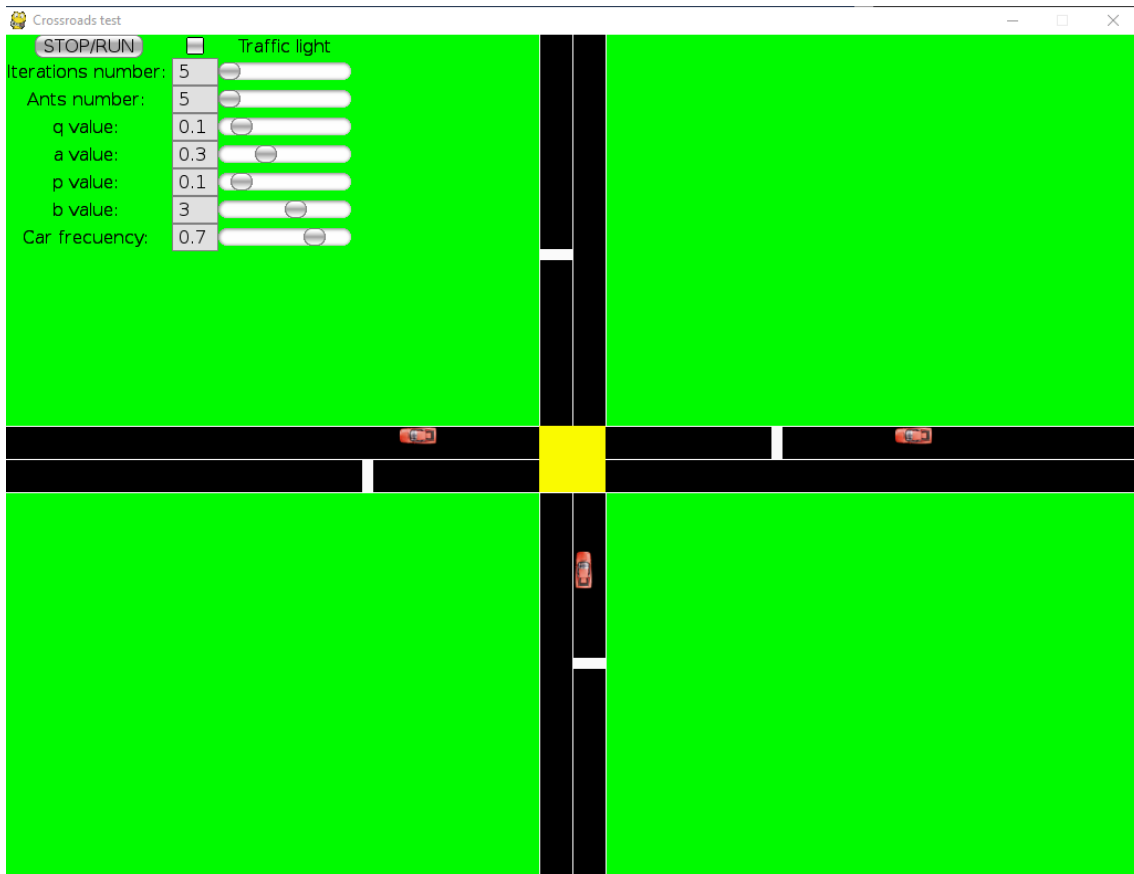 Crossroads test
STOP/RUN Traffic light
Iterations number: 5
Ants number: 5
q value: 0.1
a value: 0.3
p value: 0.1
b value: 3
Car frecuency: 0.7